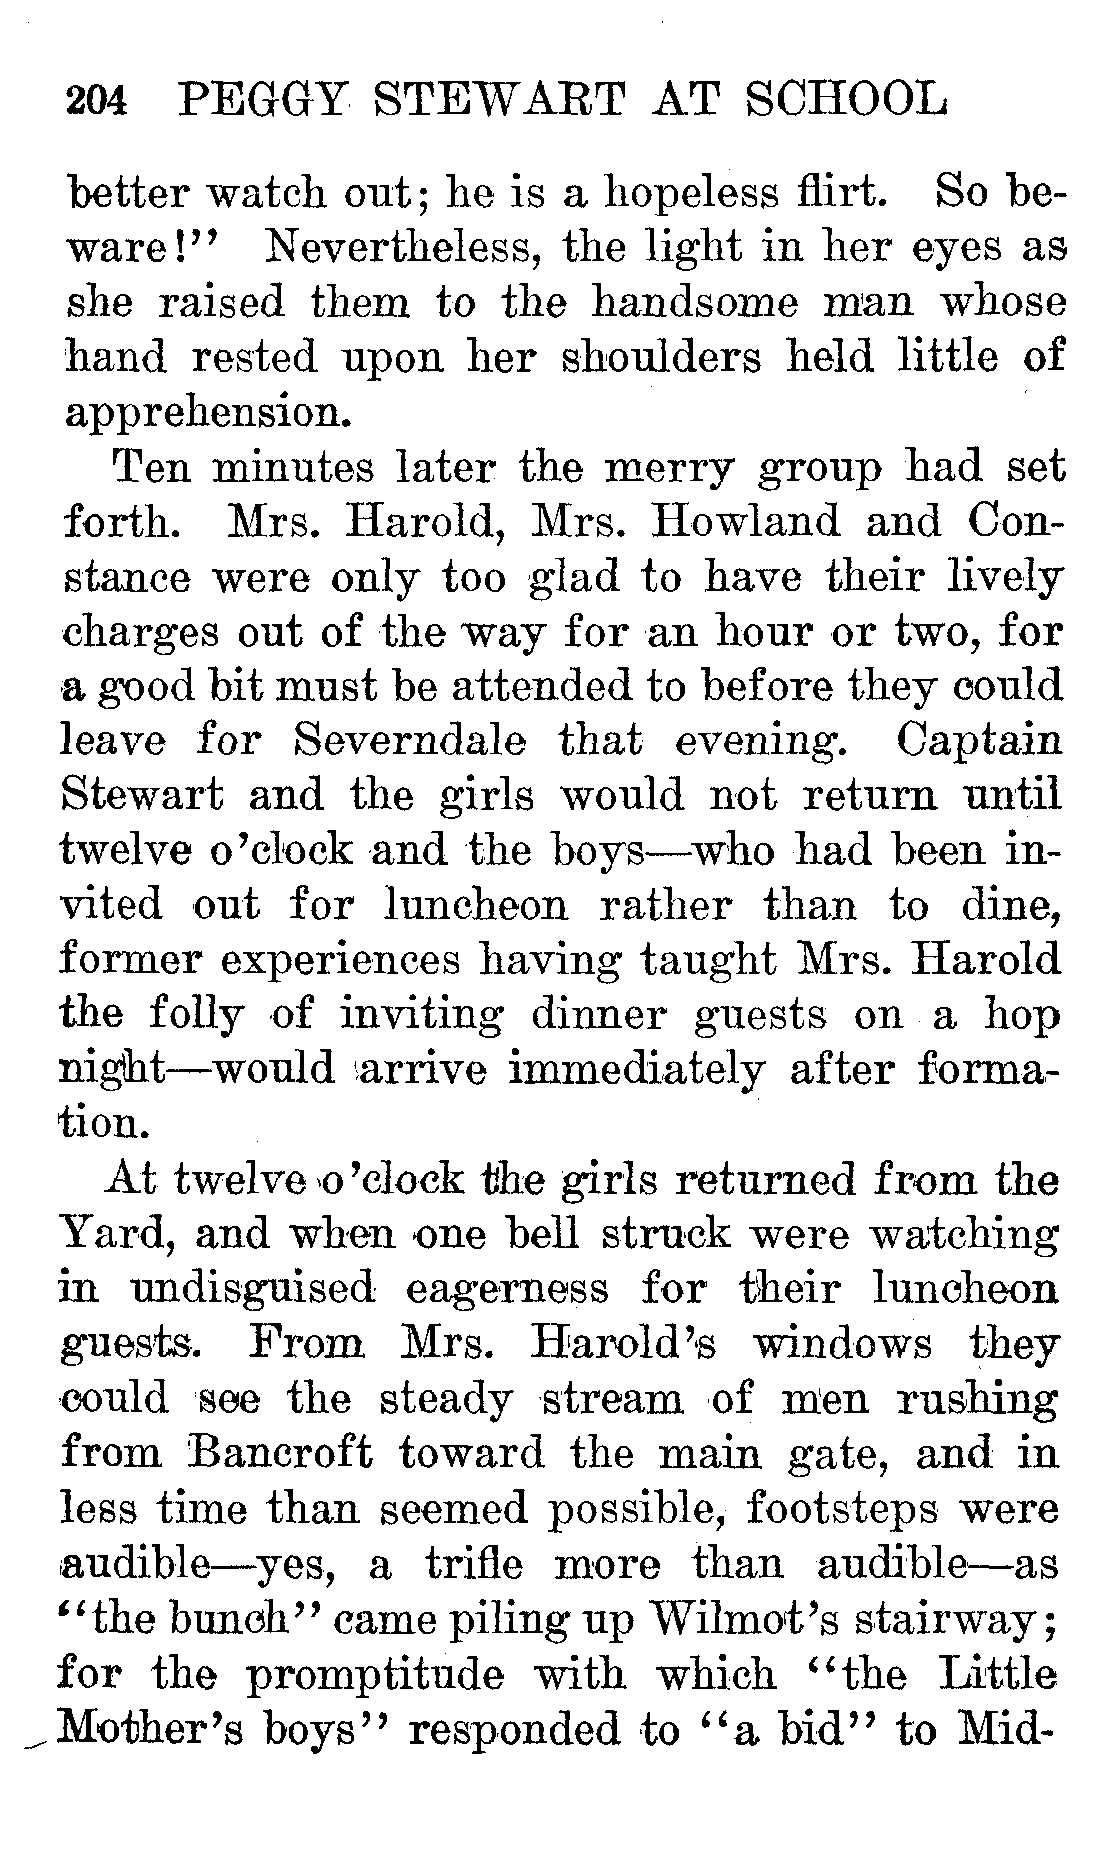 204 PEGGY STEWART AT SCHOOL
better watch out; he is a hopeless flirt. So be-
ware!" Nevertheless, the light in her eyes as
she raised them to the handsome man whose
hand rested upon her shoulders held little of
apprehension.
Ten minutes later the merry group had set
forth. Mrs. Harold, Mrs. Howland and Con-
stance were only too glad to have their lively
charges out of the way for an hour or two, for
a good bit must be attended to before they could
leave for Severndale that evening. Captain
Stewart and the girls would not return until
twelve o'clock and the boys—who had been in-
vited out for luncheon rather than to dine,
former experiences having taught Mrs. Harold
the folly of inviting dinner guests on a hop
night—would arrive immediately after forma-
tion.
At twelve o'clock the girls returned from the
Yard, and when one bell struck were watching
in undisguised eagerness for their luncheon
guests. From Mrs. Harold's windows they
could see the steady stream of men rushing
from Bancroft toward the main gate, and in
less time than seemed possible, footsteps were
audible—yes, a trifle more than audible—as
"the bunch" came piling up Wilmot's stairway;
for the promptitude with which "the Little
Mother's boys" responded to "a bid" to Mid-